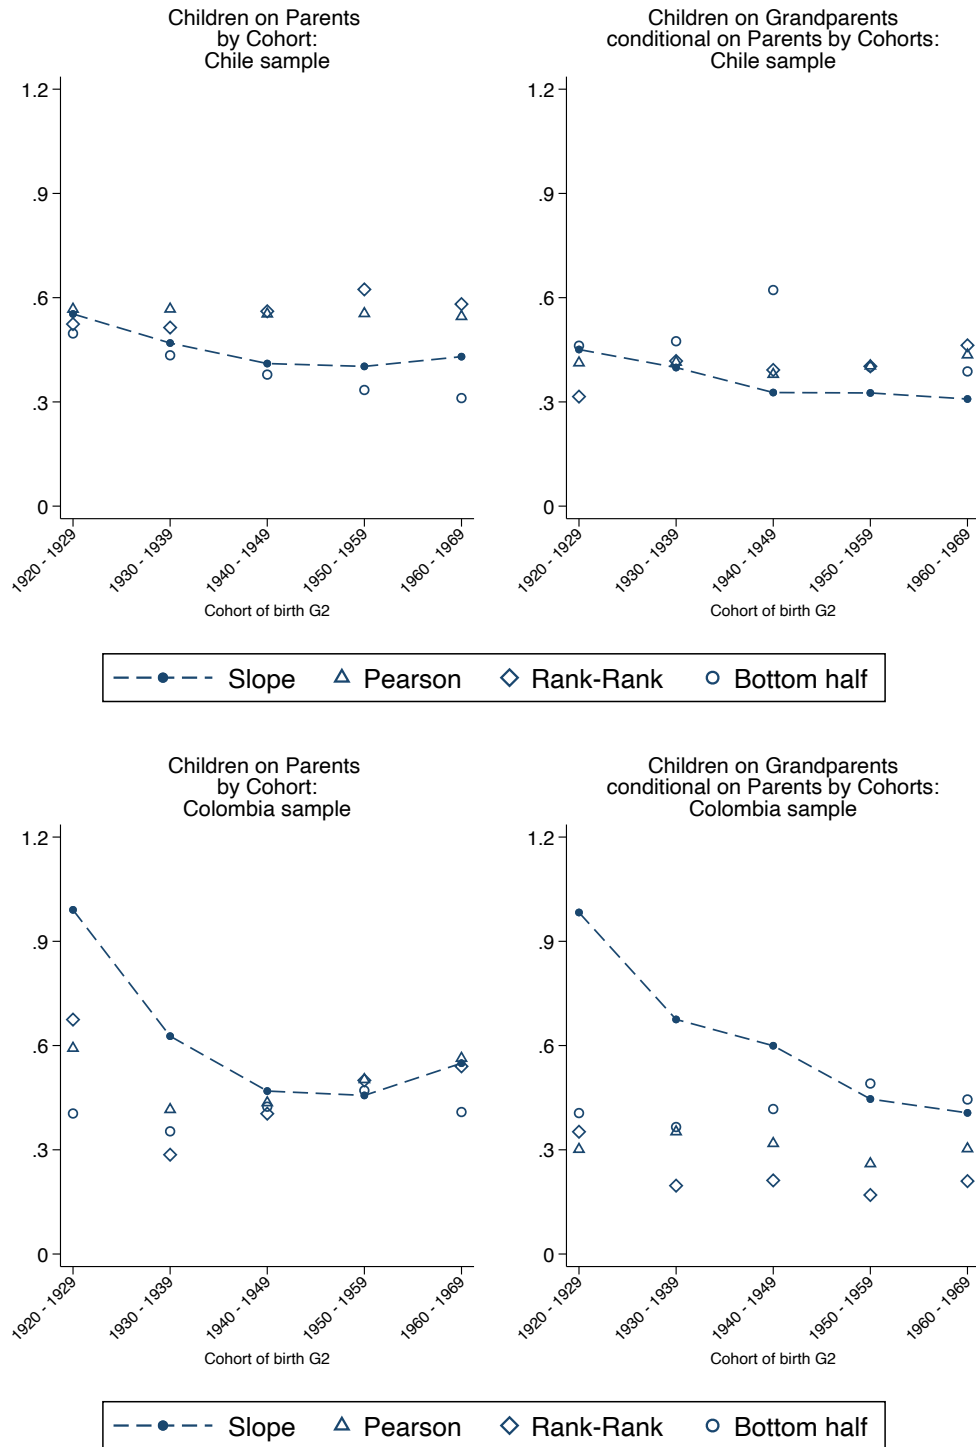 Children on Parents
by Cohort:
Chile sample
1.2
.9
.6
.3
0
1920 - 1929
1930 - 1939
1940 - 1949
1950 - 1959
1960 - 1969
Cohort of birth G2
Children on Grandparents
conditional on Parents by Cohorts:
Chile sample
1.2
.9
.6
.3
0
1920 - 1929
1930 - 1939
1940 - 1949
1950 - 1959
1960 - 1969
Cohort of birth G2
Slope Pearson Rank-Rank Bottom half
Children on Parents
by Cohort:
Colombia sample
1.2
.9
.6
.3
0
1920 - 1929
1930 - 1939
1940 - 1949
1950 - 1959
1960 - 1969
Cohort of birth G2
Children on Grandparents
conditional on Parents by Cohorts:
Colombia sample
1.2
.9
.6
.3
0
1920 - 1929
1930 - 1939
1940 - 1949
1950 - 1959
1960 - 1969
Cohort of birth G2
Slope Pearson Rank-Rank Bottom half